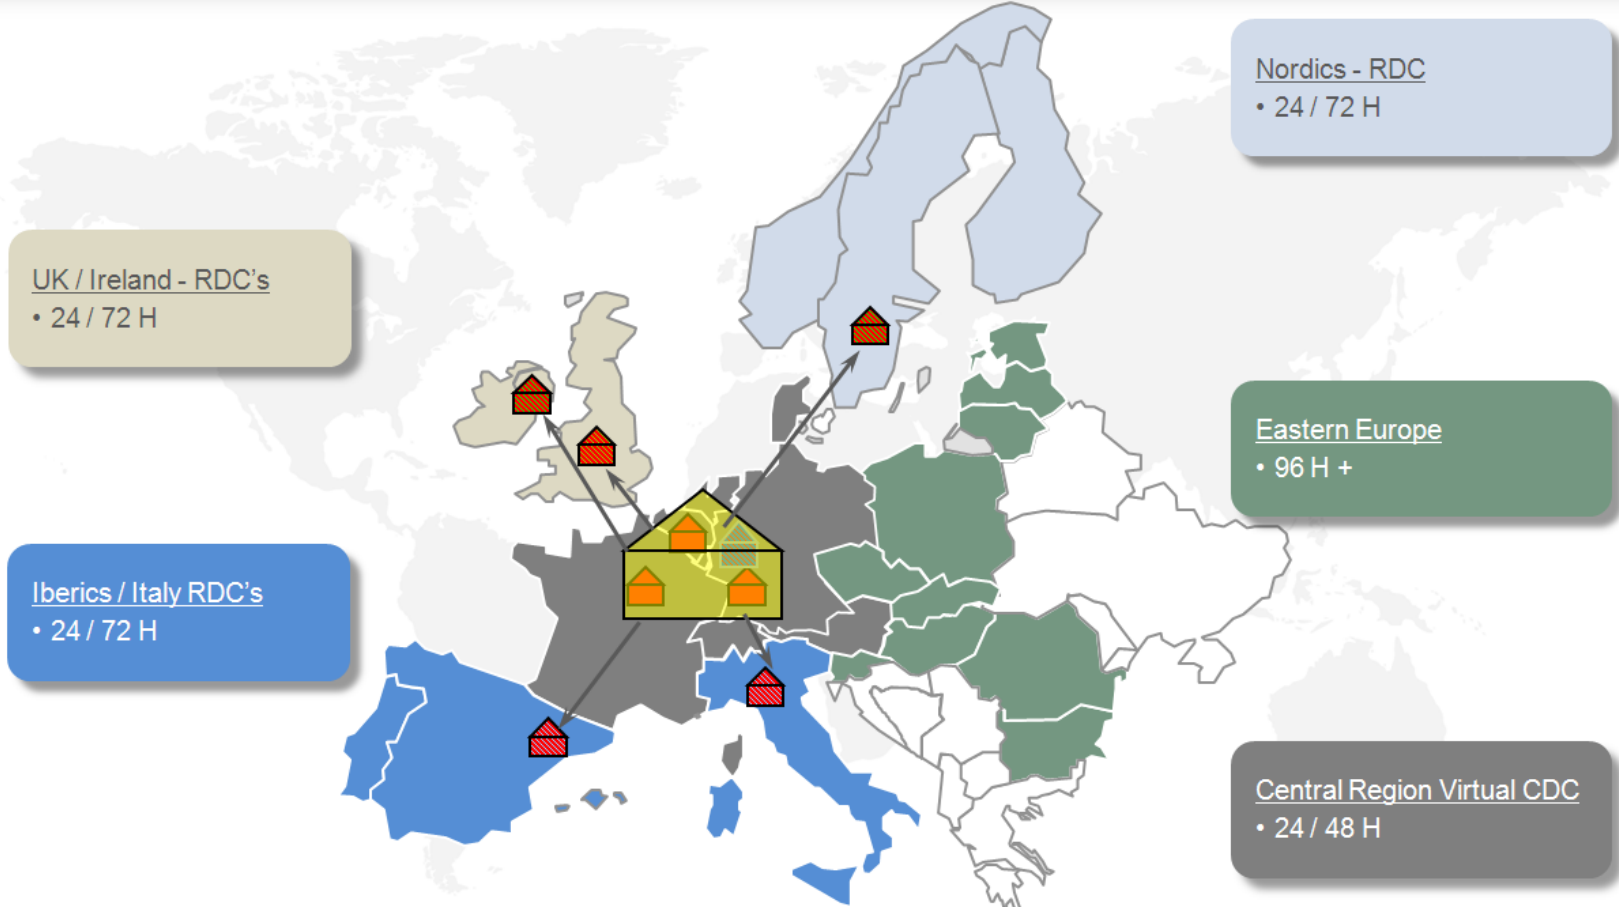 Nordics - RDC
• 24 / 72 H
UK / Ireland - RDC's
• 24 / 72 H
Eastern Europe
• 96 H +
Iberics / Italy RDC's
• 24 / 72 H
Central Region Virtual CDC
• 24 / 48 H